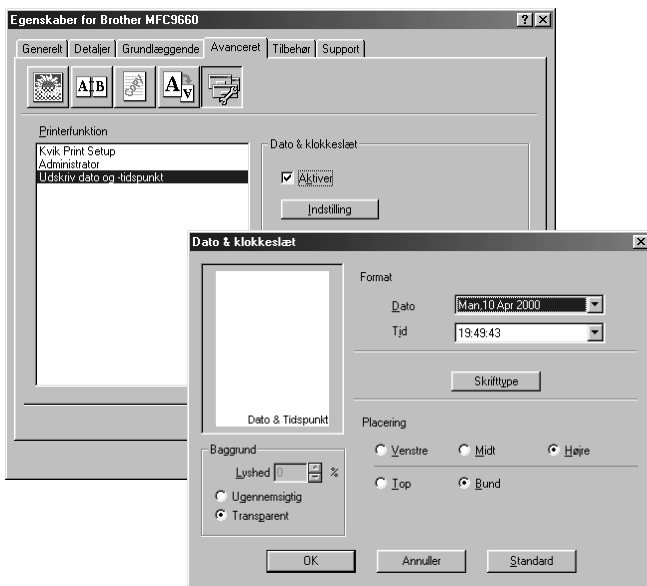 Egenskaber for Brother MFC9660
Generelt Detaljer Grundlæggende Avanceret Tilbehør Support
A B
A A
Printerfunktion
Kvik Print Setup
Administrator
Udskriv dato og -tidspunkt
Dato & klokkeslæt
Aktiver
Indstilling
Dato & klokkeslæt
Dato & Tidspunkt
Baggrund
Lyshed 0 %
Ugennemsigtig
Transparent
Format
Dato Man,10 Apr 2000
Tid 19:49:43
Skrifttype
Placering
Venstre Midt Højre
Top Bund
OK Annuller Standard